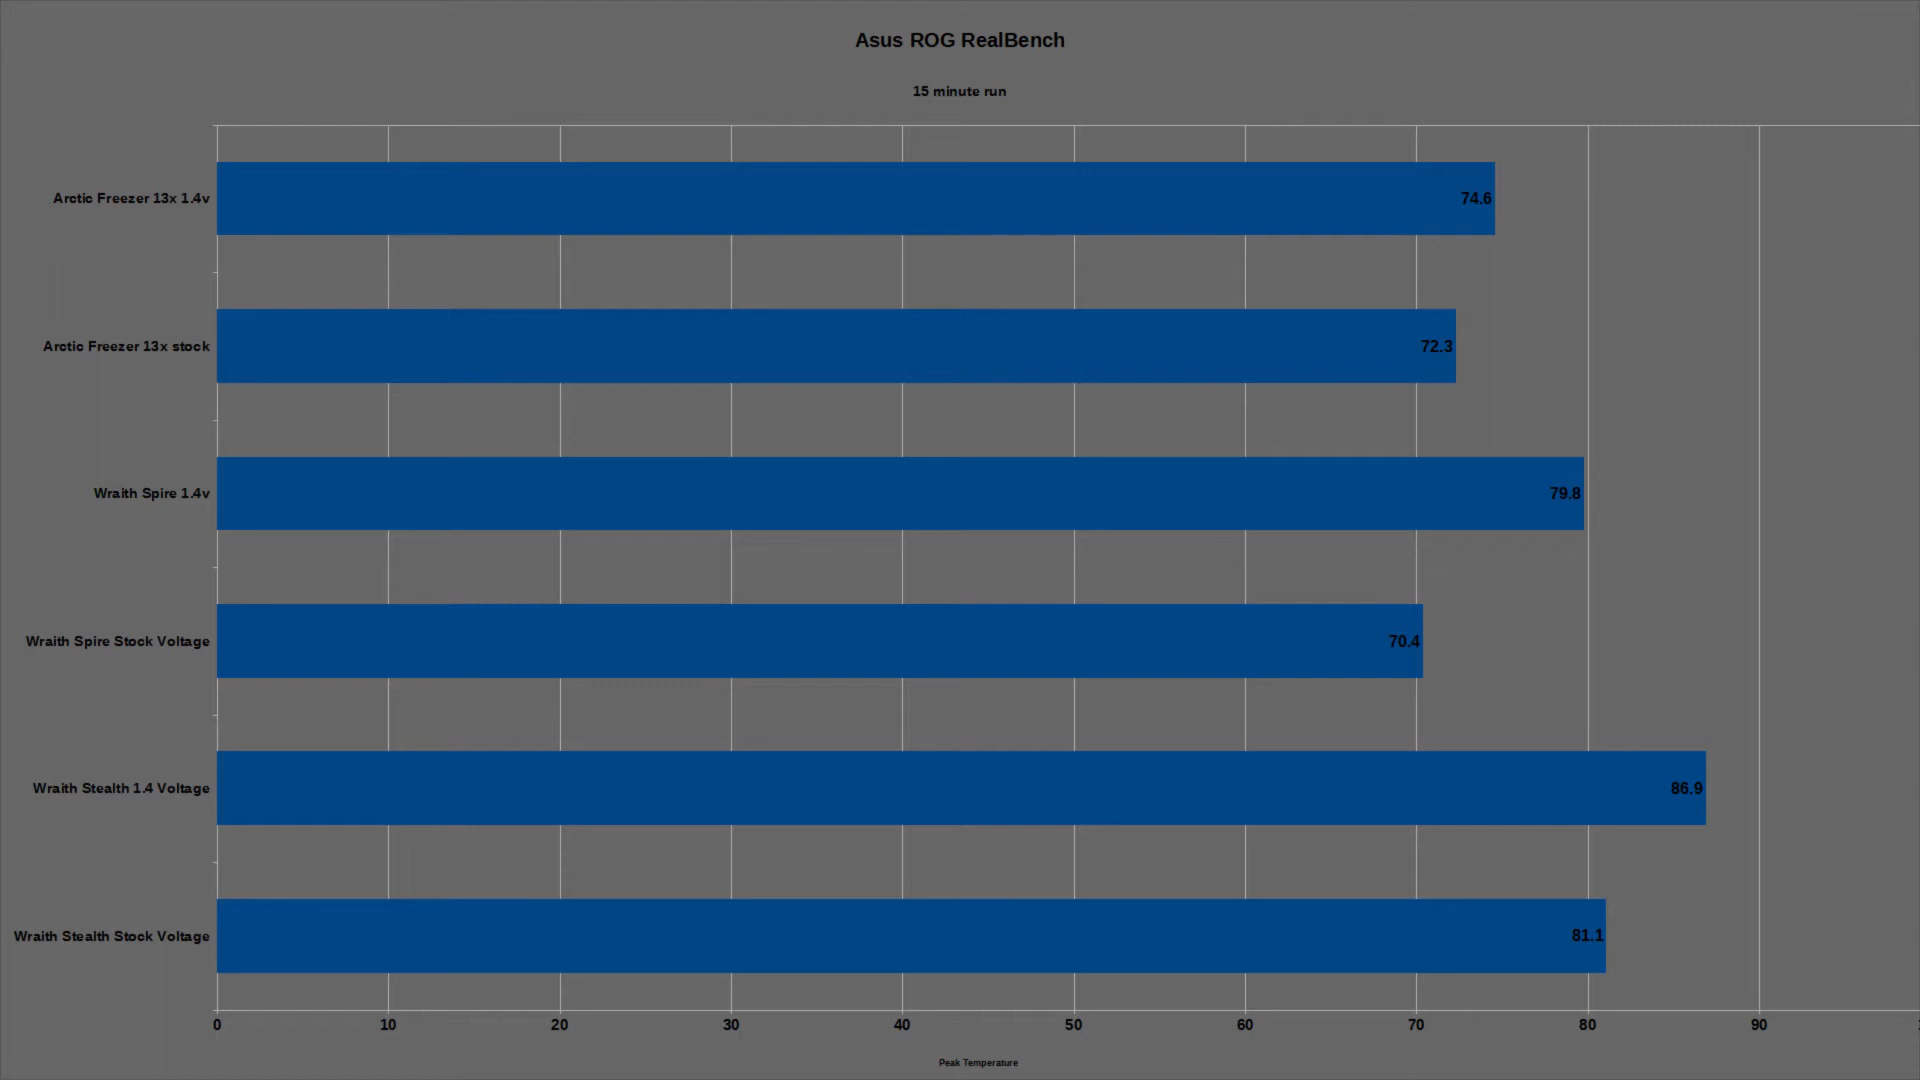 Asus ROG RealBench
15 minute run
Arctic Freezer 13x 1.4v
74.6
Arctic Freezer 13x stock
72.3
Wraith Spire 1.4v
79.8
Wraith Spire Stock Voltage
70.4
Wraith Stealth 1.4 Voltage
86.9
Wraith Stealth Stock Voltage
81.1
0 10 20 30 40 50 60 70 80 90
Peak Temperature